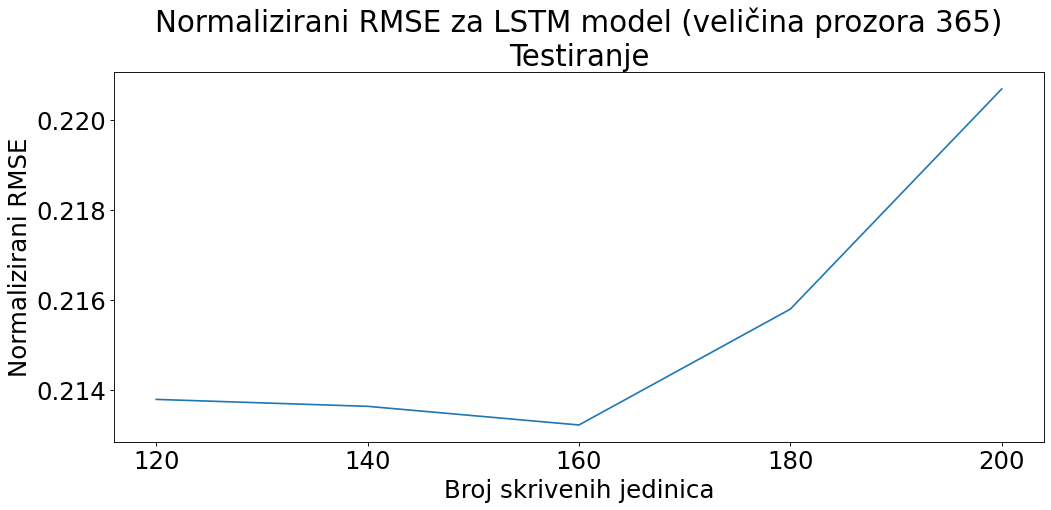 Normalizirani RMSE za LSTM model (veličina prozora 365)
Testiranje
Normalizirani RMSE
0.220
0.218
0.216
0.214
120 140 160 180 200
Broj skrivenih jedinica